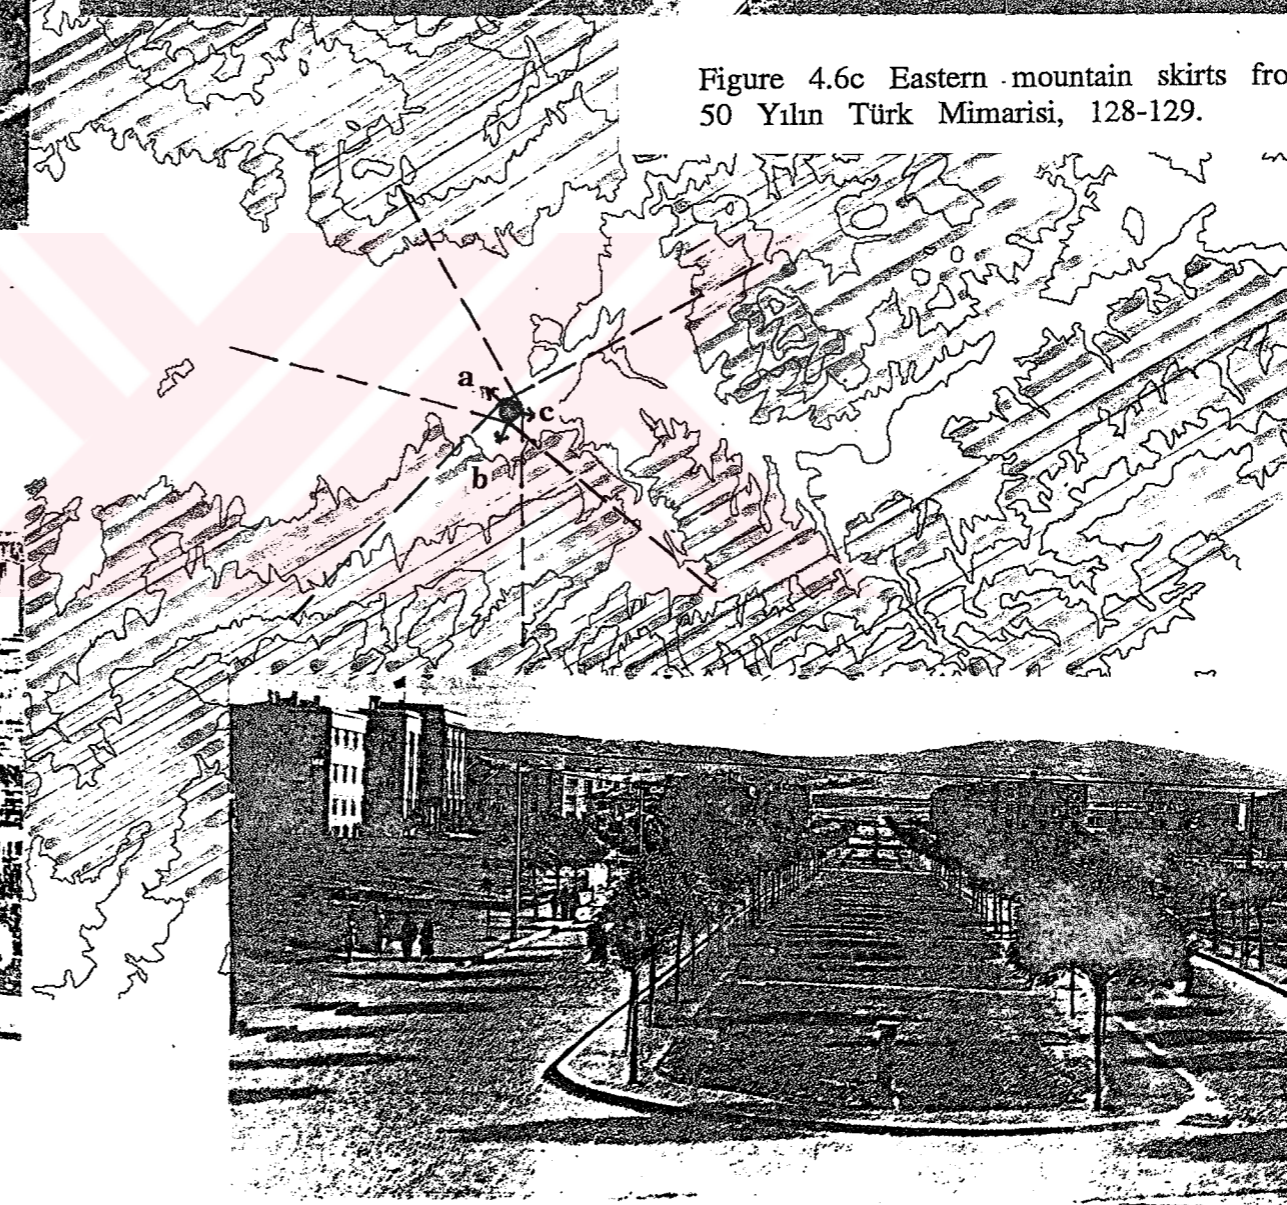 Figure 4.6c Eastern mountain skirts fro
50 Yılın Türk Mimarisi, 128-129.
a
c
b